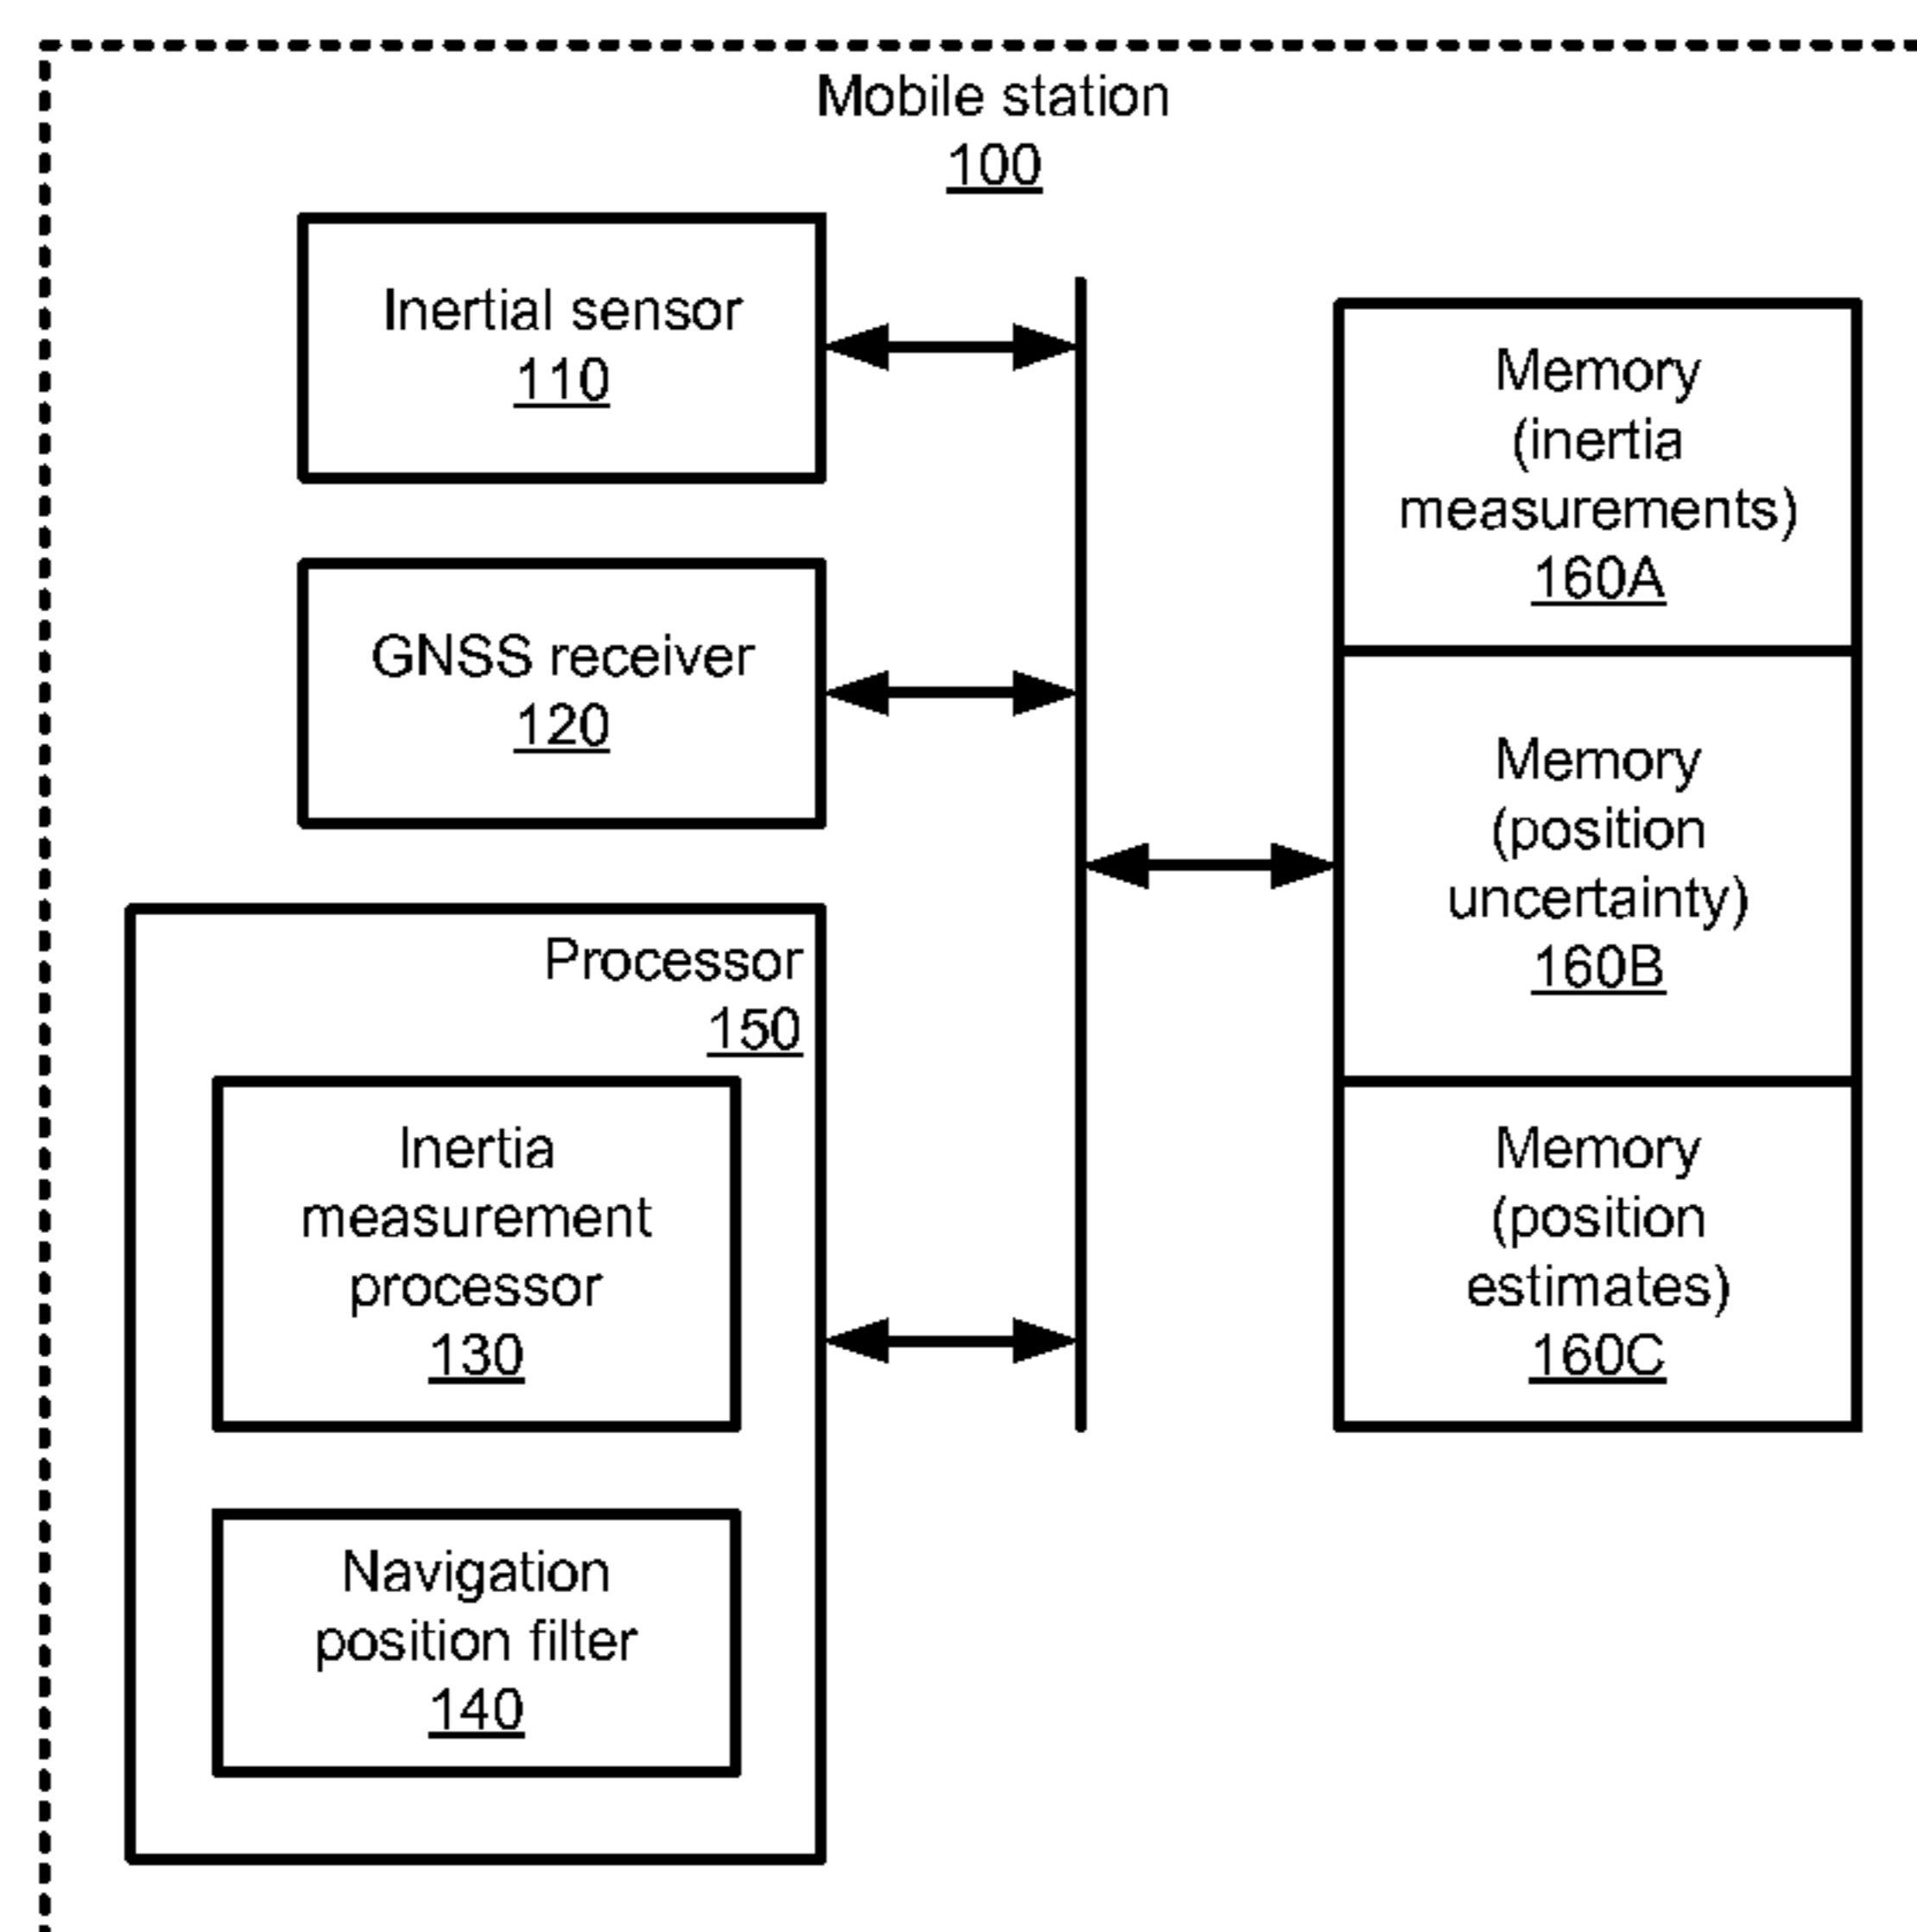 Mobile station
100
Inertial sensor
110
GNSS receiver
120
Processor
150
Inertia
measurement
processor
130
Navigation
position filter
140
Memory
(inertia
measurements)
160A
Memory
(position
uncertainty)
160B
Memory
(position
estimates)
160C